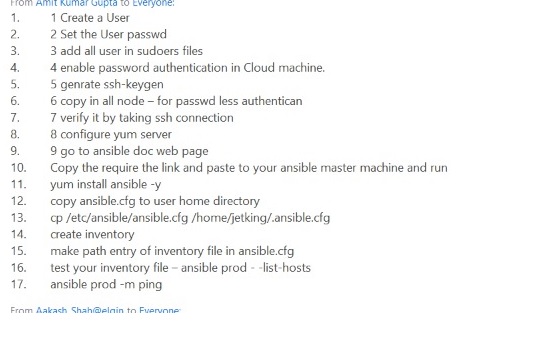 From Amit Kumar Gupta to Everyone:
1. 1 Create a User
2. 2 Set the User passwd
3. 3 add all user in sudoers files
4. 4 enable password authentication in Cloud machine.
5. 5 genrate ssh-keygen
6. 6 copy in all node – for passwd less authentican
7. 7 verify it by taking ssh connection
8. 8 configure yum server
9. 9 go to ansible doc web page
10. Copy the require the link and paste to your ansible master machine and run
11. yum install ansible -y
12. copy ansible.cfg to user home directory
13. cp /etc/ansible/ansible.cfg /home/jetking/.ansible.cfg
14. create inventory
15. make path entry of inventory file in ansible.cfg
16. test your inventory file – ansible prod - -list-hosts
17. ansible prod -m ping
From Aakash_Shah@elgin to Everyone: